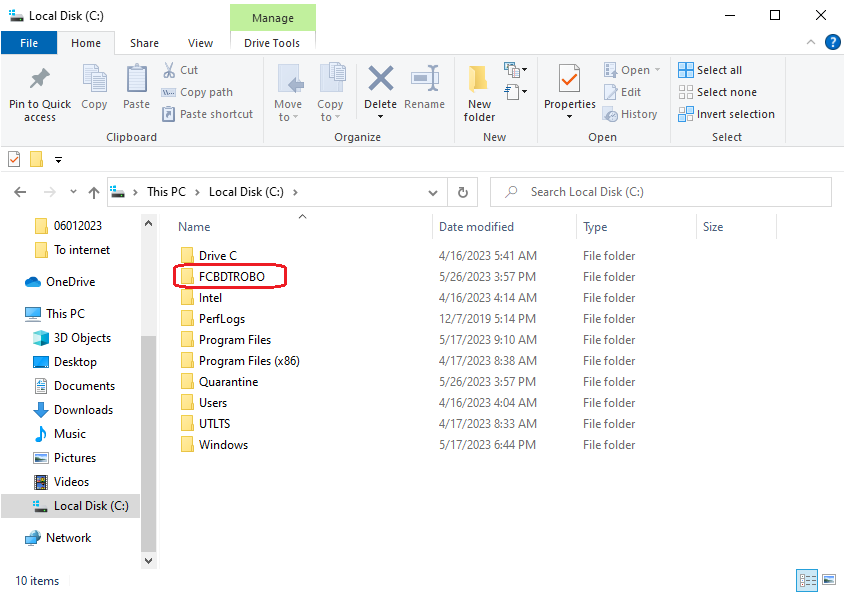 Local Disk (C:)
Manage
File Home Share View Drive Tools
Pin to Quick access
Copy
Paste
Cut
Copy path
Paste shortcut
Clipboard
Move to
Copy to
Delete
Rename
Organize
New folder
New
Properties
Open
Edit
History
Open
Select all
Select none
Invert selection
Select
This PC > Local Disk (C:) >
Search Local Disk (C:)
06012023
To internet
OneDrive
This PC
3D Objects
Desktop
Documents
Downloads
Music
Pictures
Videos
Local Disk (C:)
Network
Name Date modified Type Size
Drive C 4/16/2023 5:41 AM File folder
FCBDTROBO 5/26/2023 3:57 PM File folder
Intel 4/16/2023 4:14 AM File folder
PerfLogs 12/7/2019 5:14 PM File folder
Program Files 5/17/2023 9:10 AM File folder
Program Files (x86) 4/17/2023 8:38 AM File folder
Quarantine 5/26/2023 3:57 PM File folder
Users 4/16/2023 4:04 AM File folder
UTLTS 4/17/2023 8:33 AM File folder
Windows 5/17/2023 6:44 PM File folder
10 items